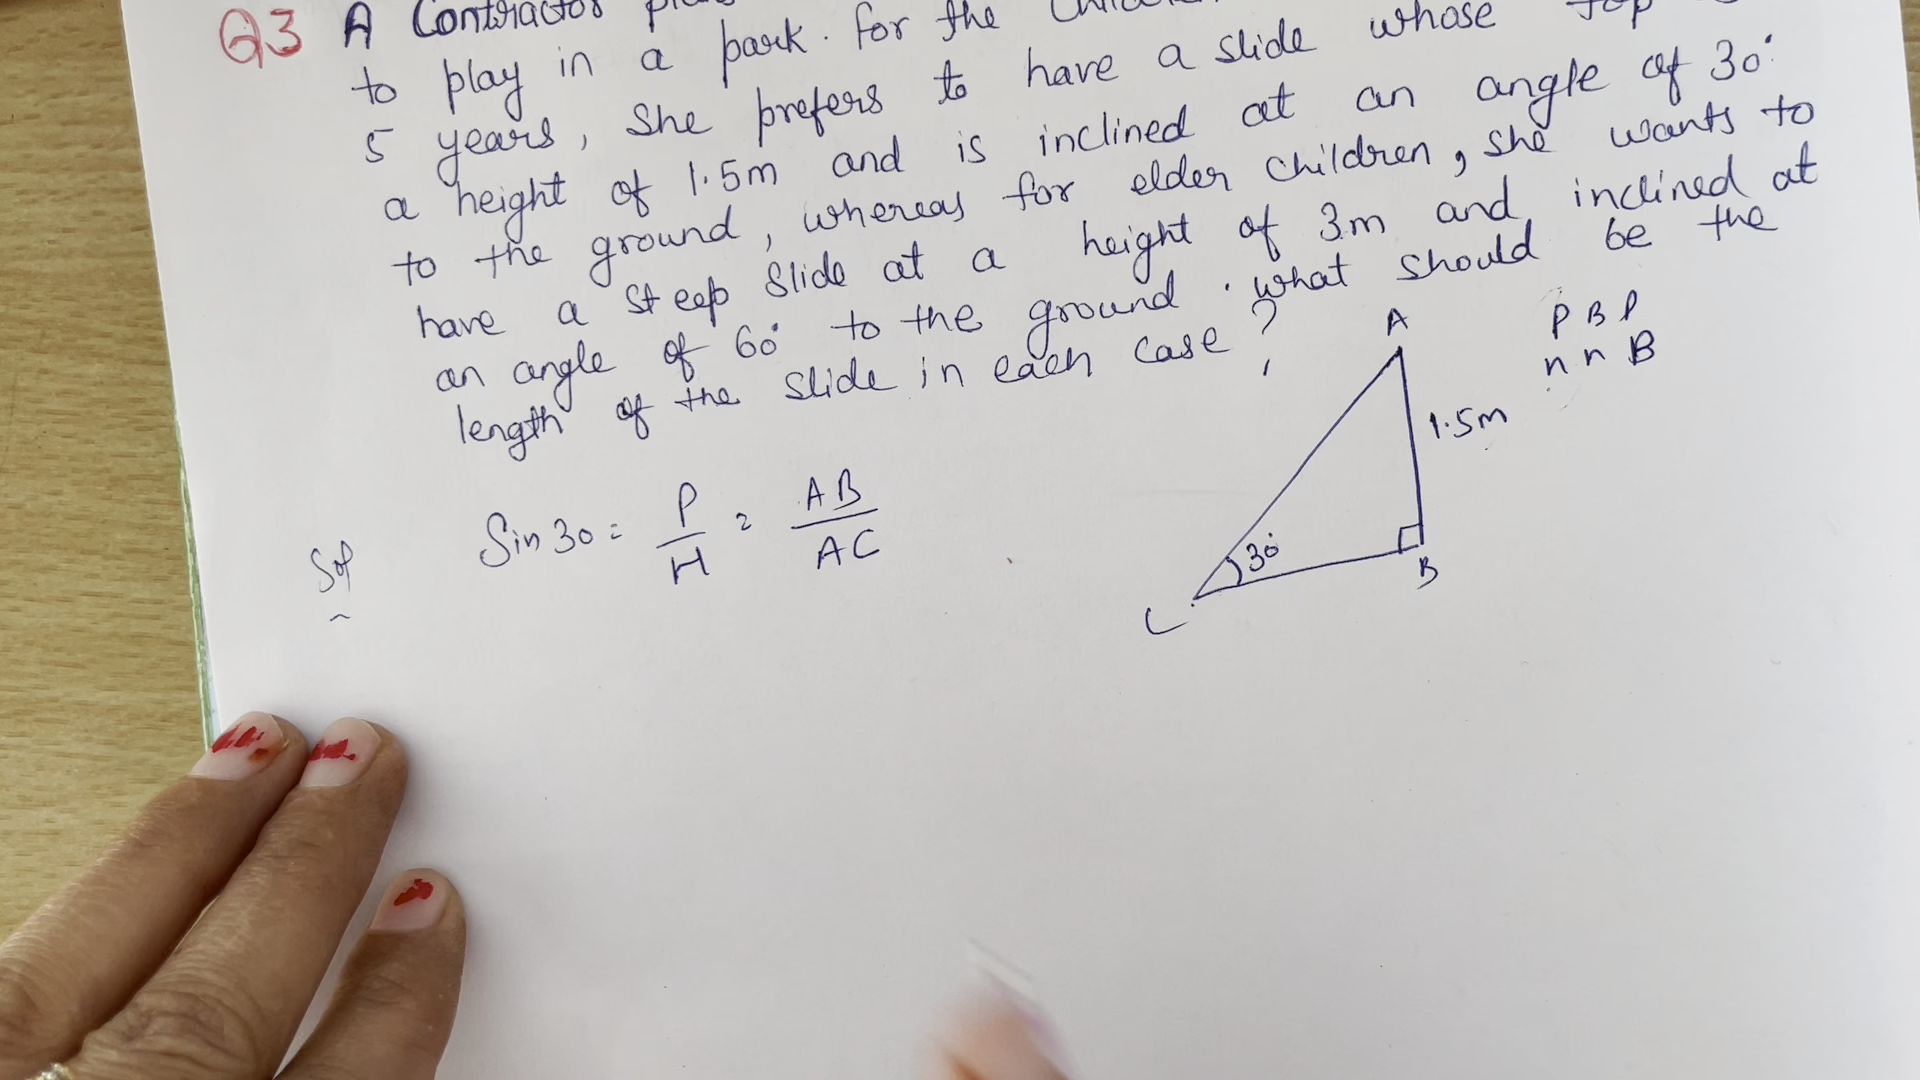 Q3 A Contractor
to play in a park. For the
5 years, She prefers to have a slide whose top
a height of 1.5m and is inclined at an angle of 30°
to the ground, whereas for elder children, she wants to
have a steep Slide at a height of 3m and inclined at
an angle of 60° to the ground. what should be the
length of the slide in each case?
A
P B P
n n B
1.5m
Sol Sin 30 = P/H = AB/AC
30°
B
C